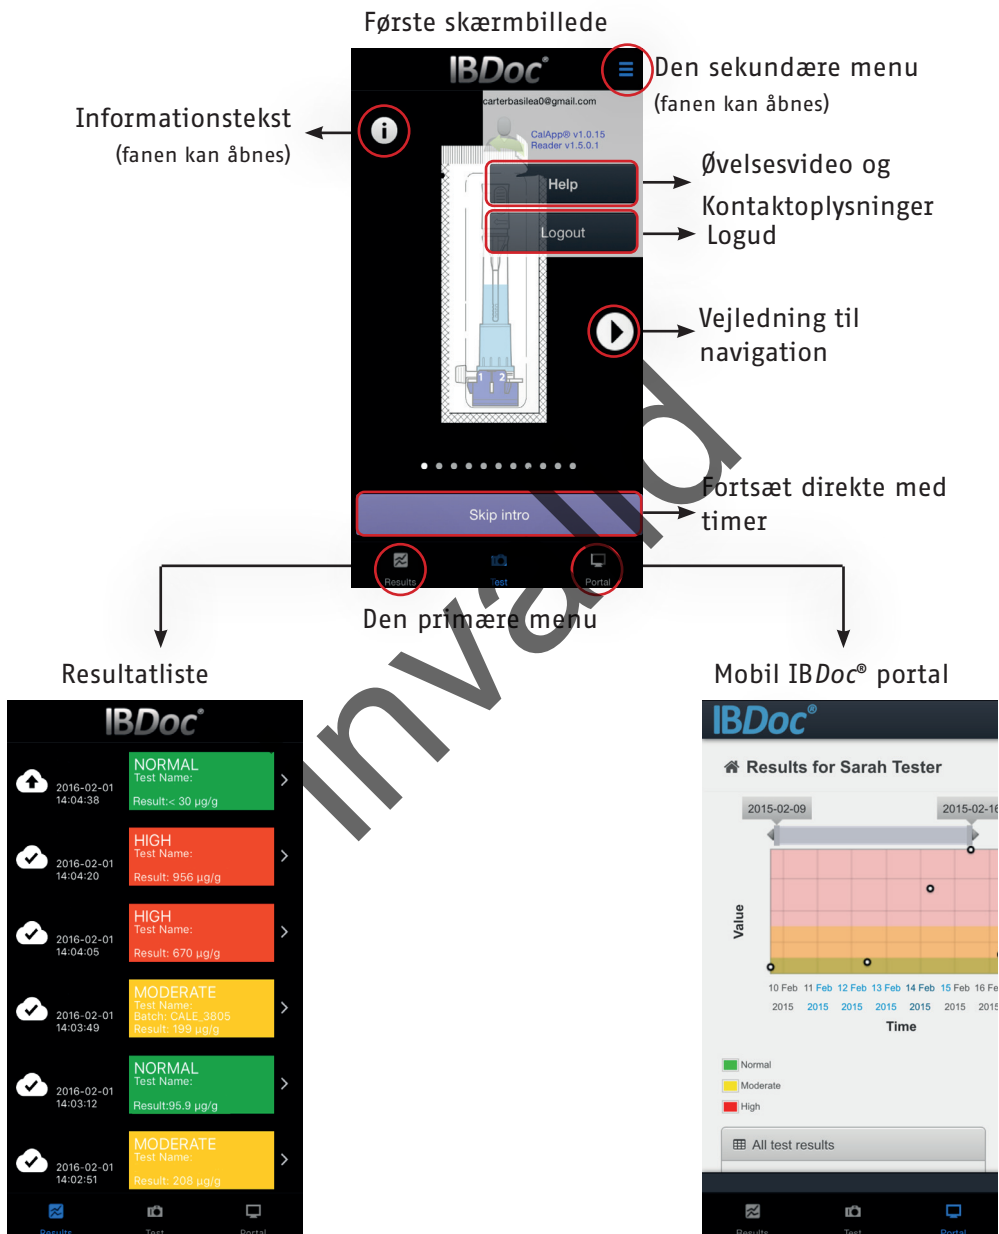 Første skærmbillede
IBDoc®
Den sekundære menu
(fanen kan åbnes)
carterbasilea0@gmail.com
Informationstekst
(fanen kan åbnes)
i
CalApp® v1.0.15
Reader v1.5.0.1
Help
Øvelsesvideo og
Kontaktoplysninger
Logout
Logud
Vejledning til
navigation
1 2
Skip intro
Fortsæt direkte med
timer
Results
Test
Portal
Den primære menu
Invalid
Resultatliste
IBDoc®
2016-02-01
14:04:38
NORMAL
Test Name:
Result:< 30 µg/g
2016-02-01
14:04:20
HIGH
Test Name:
Result: 956 µg/g
2016-02-01
14:04:05
HIGH
Test Name:
Result: 670 µg/g
2016-02-01
14:03:49
MODERATE
Test Name:
Batch: CALE_3805
Result: 199 µg/g
2016-02-01
14:03:12
NORMAL
Test Name:
Result:95.9 µg/g
2016-02-01
14:02:51
MODERATE
Test Name:
Result: 208 µg/g
Results
Test
Portal
Mobil IBDoc® portal
IBDoc®
Results for Sarah Tester
2015-02-09
2015-02-16
Value
10 Feb 11 Feb 12 Feb 13 Feb 14 Feb 15 Feb 16 Fe
2015 2015 2015 2015 2015 2015 2015
Time
Normal
Moderate
High
All test results
Results
Test
Portal